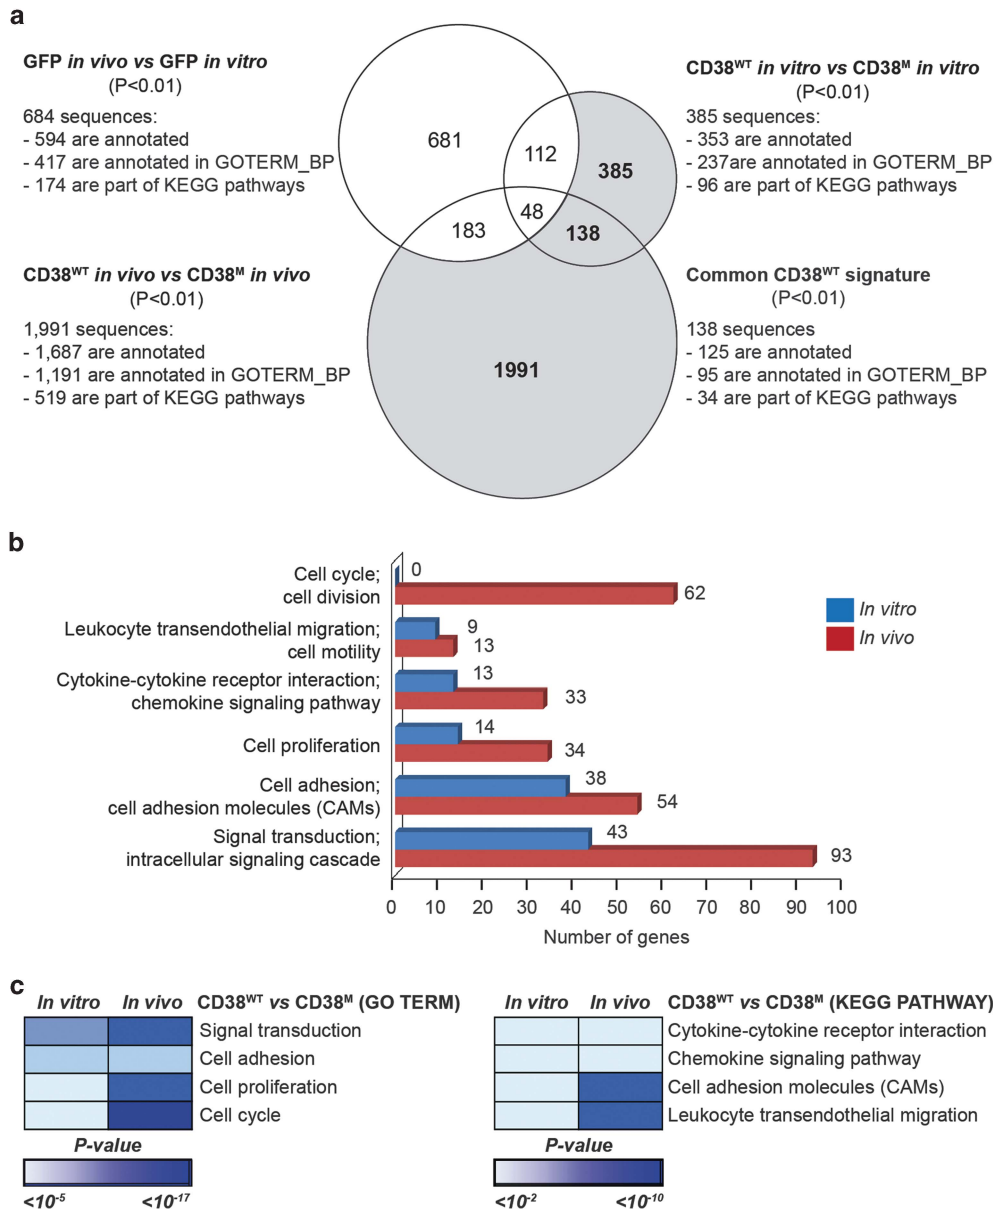 a
GFP in vivo vs GFP in vitro
(P<0.01)
684 sequences:
- 594 are annotated
- 417 are annotated in GOTERM_BP
- 174 are part of KEGG pathways
CD38WT in vitro vs CD38M in vitro
(P<0.01)
385 sequences:
- 353 are annotated
- 237are annotated in GOTERM_BP
- 96 are part of KEGG pathways
681
112
385
48
183
138
1991
CD38WT in vivo vs CD38M in vivo
(P<0.01)
1,991 sequences:
- 1,687 are annotated
- 1,191 are annotated in GOTERM_BP
- 519 are part of KEGG pathways
Common CD38WT signature
(P<0.01)
138 sequences
- 125 are annotated
- 95 are annotated in GOTERM_BP
- 34 are part of KEGG pathways
b
Cell cycle;
cell division
0
62
Leukocyte transendothelial migration;
cell motility
9
13
Cytokine-cytokine receptor interaction;
chemokine signaling pathway
13
33
Cell proliferation
14
34
Cell adhesion;
cell adhesion molecules (CAMs)
38
54
Signal transduction;
intracellular signaling cascade
43
93
In vitro
In vivo
0 10 20 30 40 50 60 70 80 90 100
Number of genes
c
In vitro In vivo CD38WT vs CD38M (GO TERM)
Signal transduction
Cell adhesion
Cell proliferation
Cell cycle
P-value
<10-5 <10-17
In vitro In vivo CD38WT vs CD38M (KEGG PATHWAY)
Cytokine-cytokine receptor interaction
Chemokine signaling pathway
Cell adhesion molecules (CAMs)
Leukocyte transendothelial migration
P-value
<10-2 <10-10